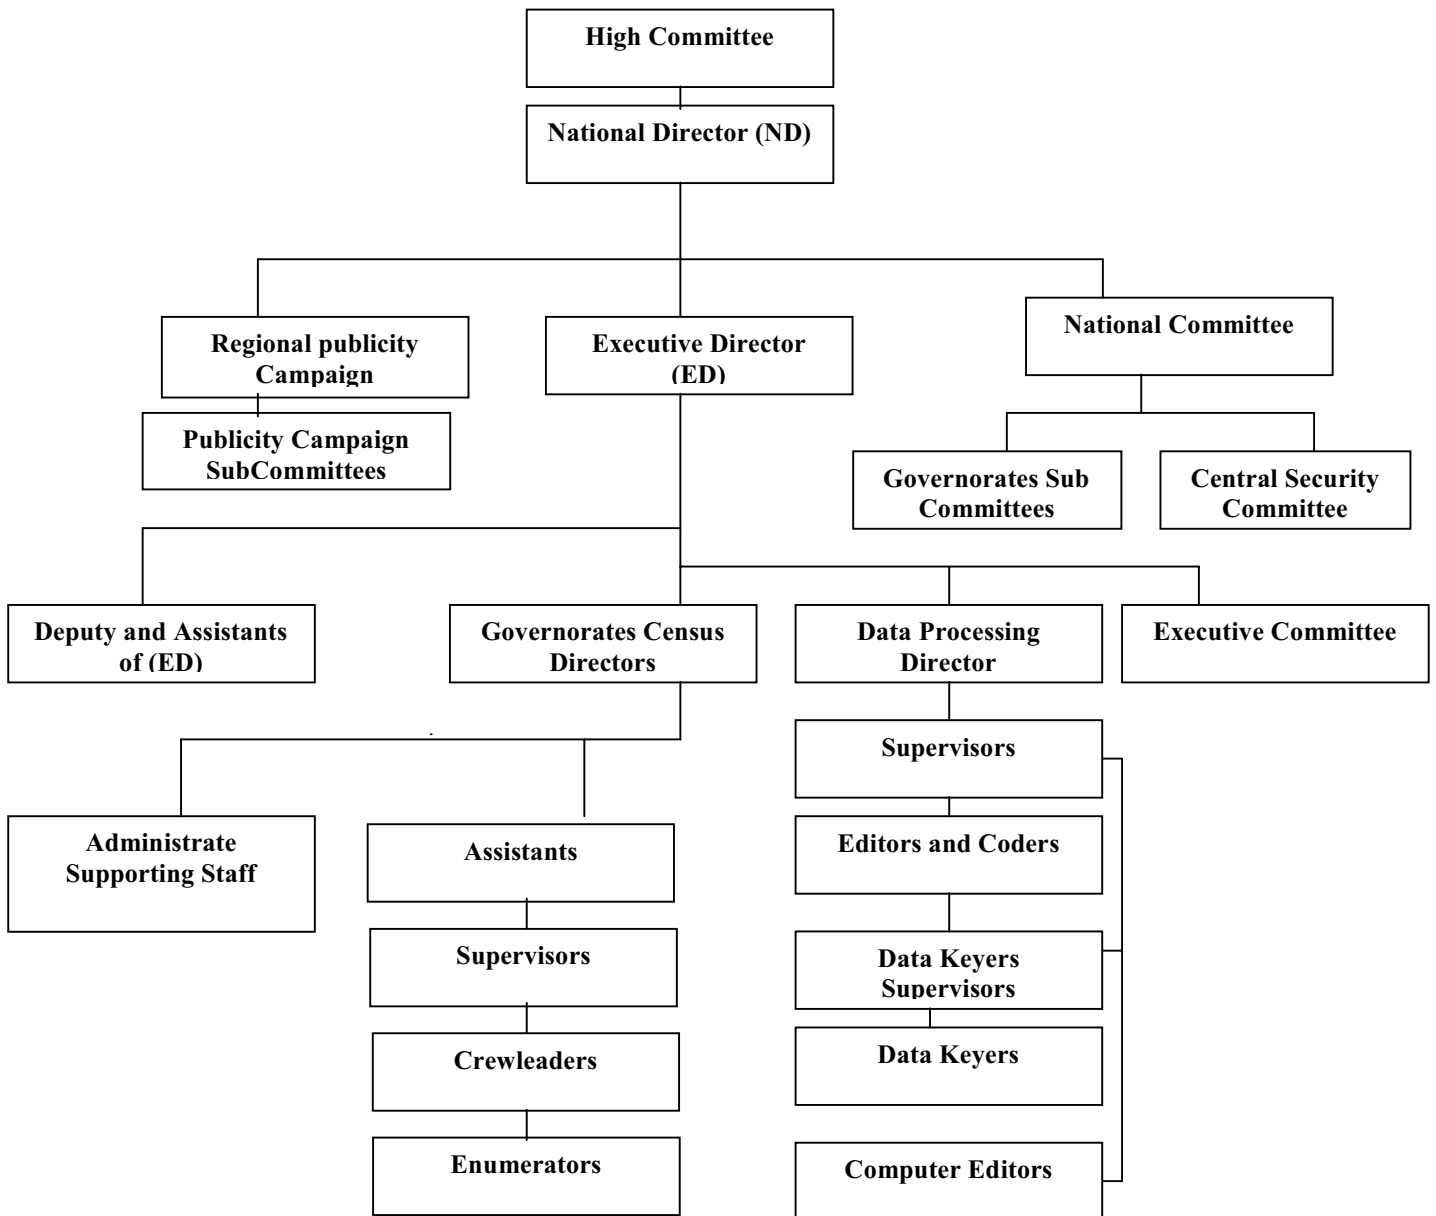 High Committee
National Director (ND)
Regional publicity
Campaign
Executive Director
(ED)
National Committee
Publicity Campaign
SubCommittees
Governorates Sub
Committees
Central Security
Committee
Deputy and Assistants
of (ED)
Governorates Census
Directors
Data Processing
Director
Executive Committee
Supervisors
Administrate
Supporting Staff
Assistants
Editors and Coders
Supervisors
Data Keyers
Supervisors
Crewleaders
Data Keyers
Enumerators
Computer Editors